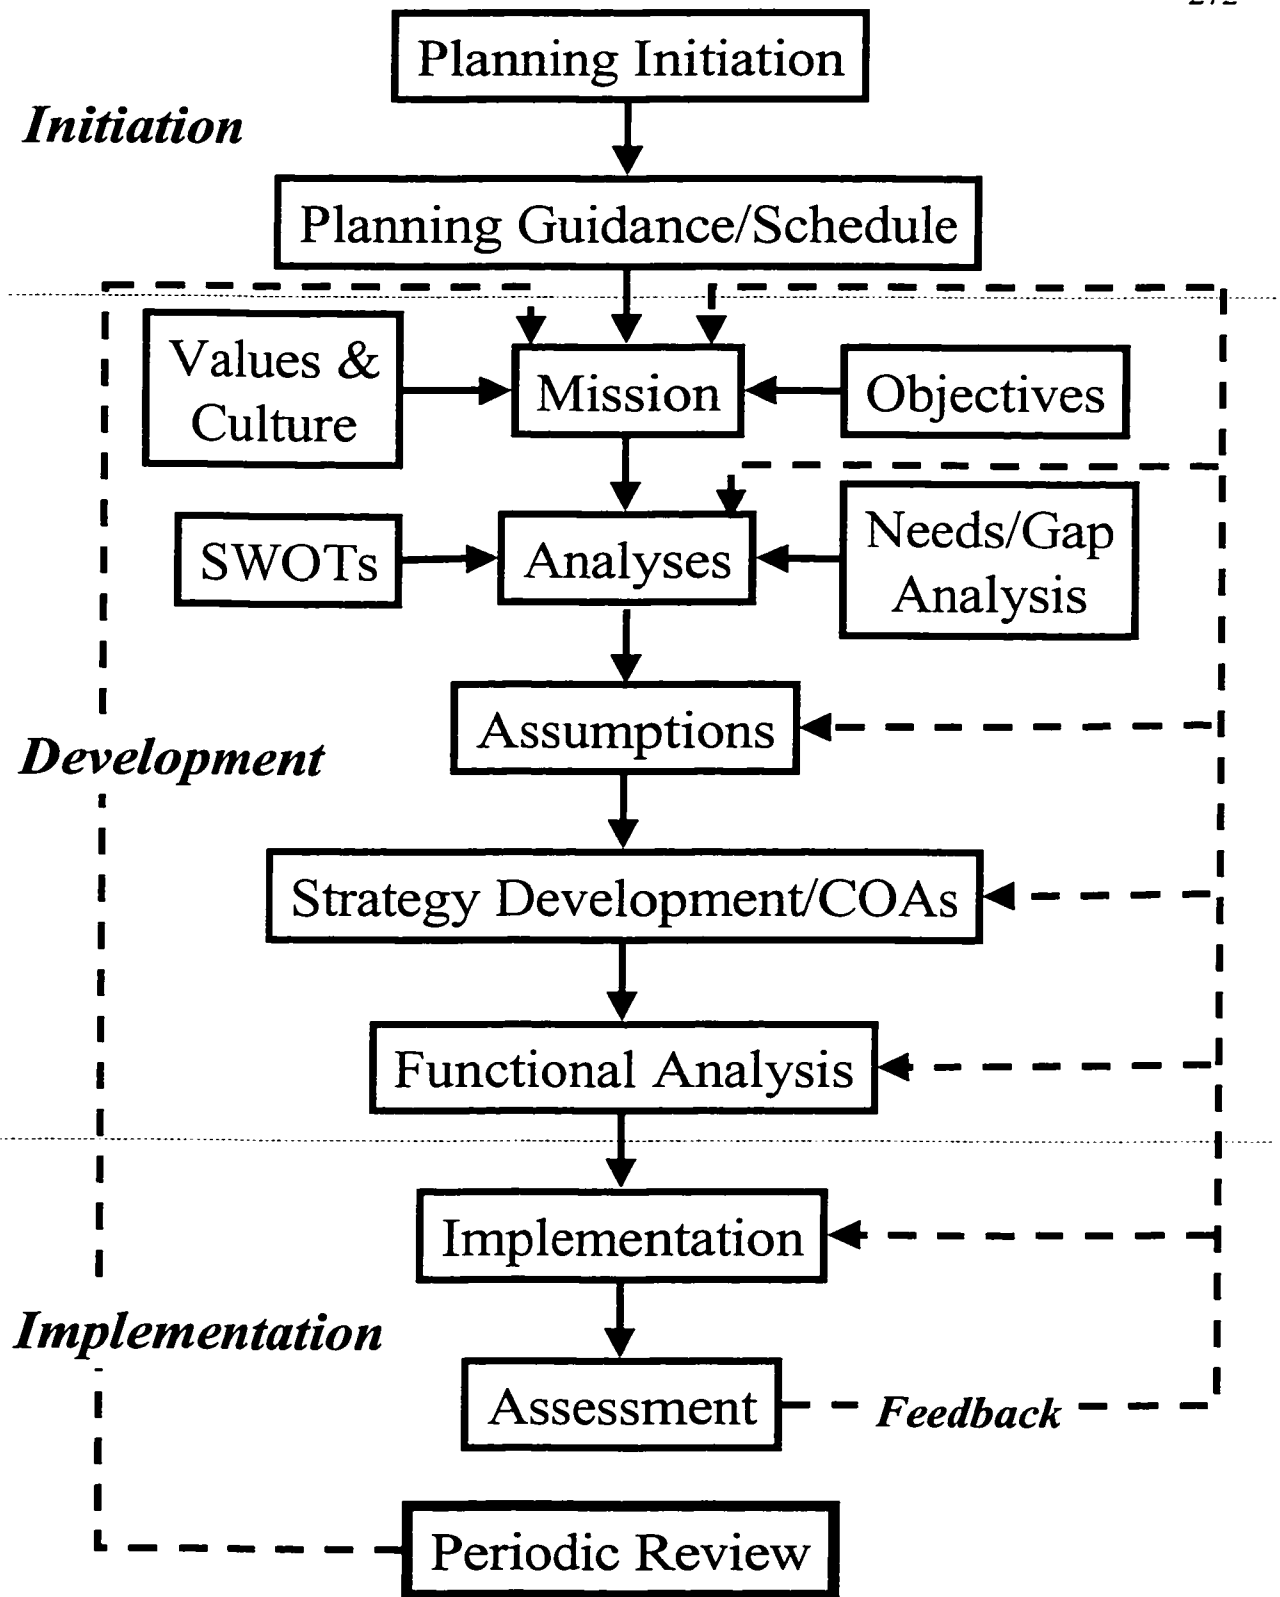 Planning Initiation
Initiation
Planning Guidance/Schedule
Values &
Culture
Mission
Objectives
SWOTs
Analyses
Needs/Gap
Analysis
Assumptions
Development
Strategy Development/COAs
Functional Analysis
Implementation
Implementation
Assessment
Feedback
Periodic Review